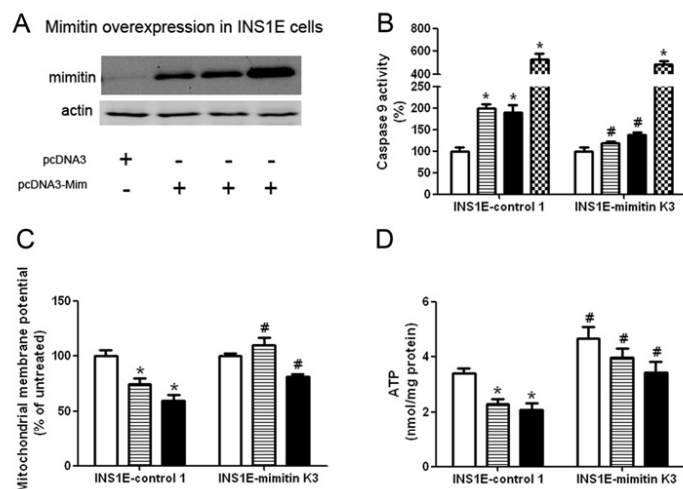 A Mimitin overexpression in INS1E cells
mimitin
actin
pcDNA3 + - - -
pcDNA3-Mim - + + +
B
Caspase 9 activity
(%)
600
400
200
150
100
50
0
* * * # # *
INS1E-control 1 INS1E-mimitin K3
C
Mitochondrial membrane potential
(% of untreated)
150
100
50
0
* * # #
INS1E-control 1 INS1E-mimitin K3
D
ATP
(nmol/mg protein)
6
4
2
0
* * # # #
INS1E-control 1 INS1E-mimitin K3